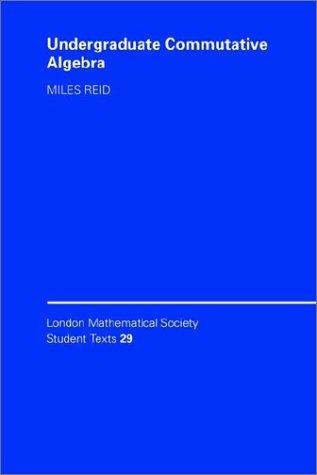 Undergraduate Commutative
Algebra
MILES REID
London Mathematical Society
Student Texts 29